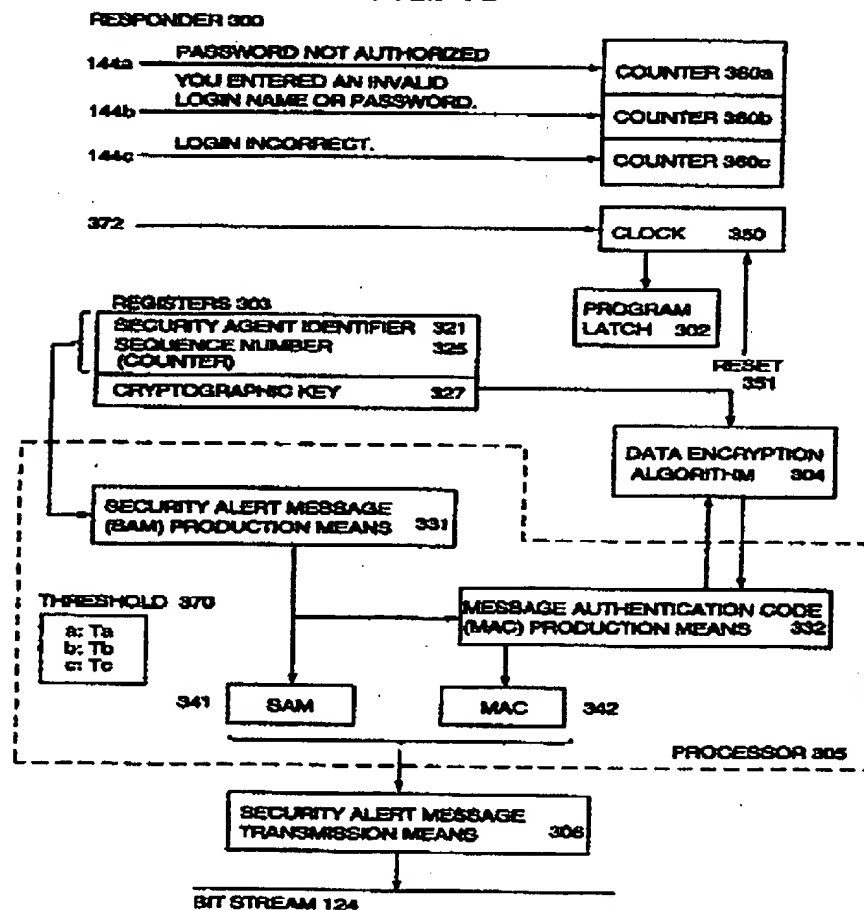 RESPONDER 300
144a PASSWORD NOT AUTHORIZED
COUNTER 360a
YOU ENTERED AN INVALID
144b LOGIN NAME OR PASSWORD.
COUNTER 360b
144c LOGIN INCORRECT.
COUNTER 360c
372
CLOCK 350
REGISTERS 303
SECURITY AGENT IDENTIFIER 321
SEQUENCE NUMBER 325
(COUNTER)
CRYPTOGRAPHIC KEY 327
PROGRAM
LATCH 302
RESET
351
DATA ENCRYPTION
ALGORITHM 304
SECURITY ALERT MESSAGE
(SAM) PRODUCTION MEANS 331
THRESHOLD 370
a: Ta
b: Tb
c: Tc
MESSAGE AUTHENTICATION CODE
(MAC) PRODUCTION MEANS 332
341 SAM
MAC 342
PROCESSOR 305
SECURITY ALERT MESSAGE
TRANSMISSION MEANS 306
BIT STREAM 124